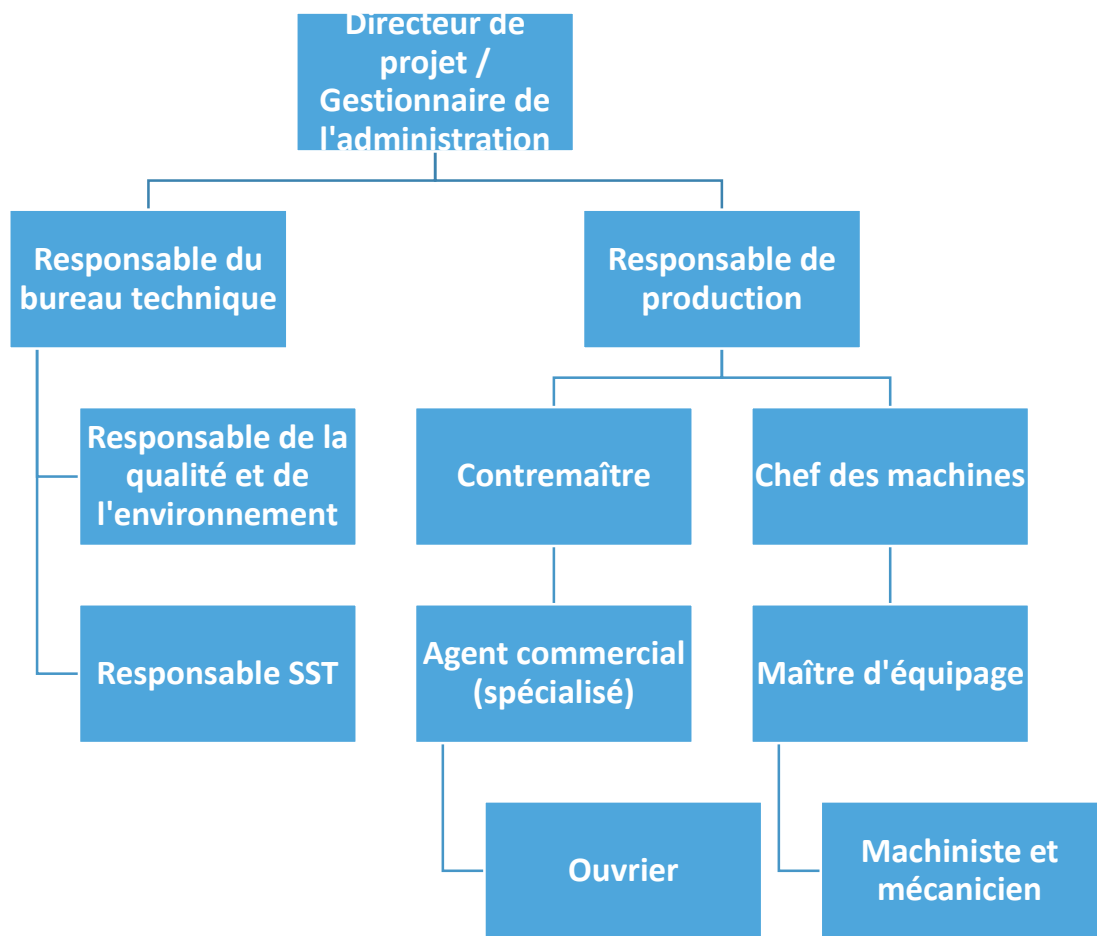 Directeur de
projet /
Gestionnaire de
l'administration
Responsable du
bureau technique
Responsable de
production
Responsable de la
qualité et de
l'environnement
Contremaître
Chef des machines
Responsable SST
Agent commercial
(spécialisé)
Maître d'équipage
Ouvrier
Machiniste et
mécanicien